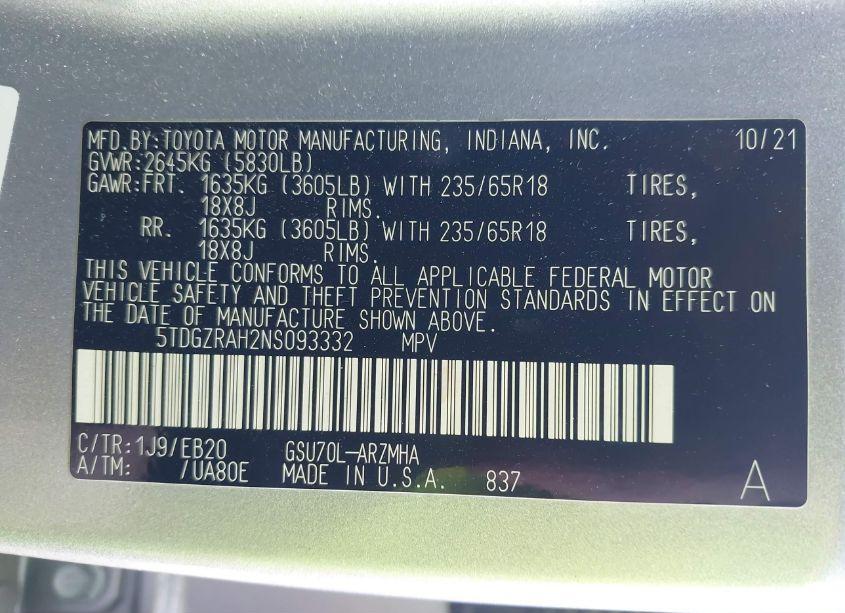 MFD.BY:TOYOTA MOTOR MANUFACTURING, INDIANA, INC. 10/21
GVWR:2645KG (5830LB)
GAWR:FRT. 1635KG (3605LB) WITH 235/65R18 TIRES,
18X8J RIMS.
RR. 1635KG (3605LB) WITH 235/65R18 TIRES,
18X8J RIMS.
THIS VEHICLE CONFORMS TO ALL APPLICABLE FEDERAL MOTOR
VEHICLE SAFETY AND THEFT PREVENTION STANDARDS IN EFFECT ON
THE DATE OF MANUFACTURE SHOWN ABOVE.
5TDGZRAH2NS093332 MPV
C/TR:1J9/EB20 GSU70L-ARZMHA
A/TM: /UA80E MADE IN U.S.A. 837 A